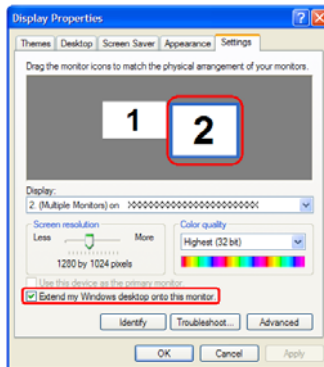 Display Properties
Themes Desktop Screen Saver Appearance Settings
Drag the monitor icons to match the physical arrangement of your monitors.
1 2
Display:
2. (Multiple Monitors) on XXXXXXXXXXXXXXXXXXXXXXXX
Screen resolution
Less More
1280 by 1024 pixels
Color quality
Highest (32 bit)
Use this device as the primary monitor.
Extend my Windows desktop onto this monitor.
Identify Troubleshoot... Advanced
OK Cancel Apply